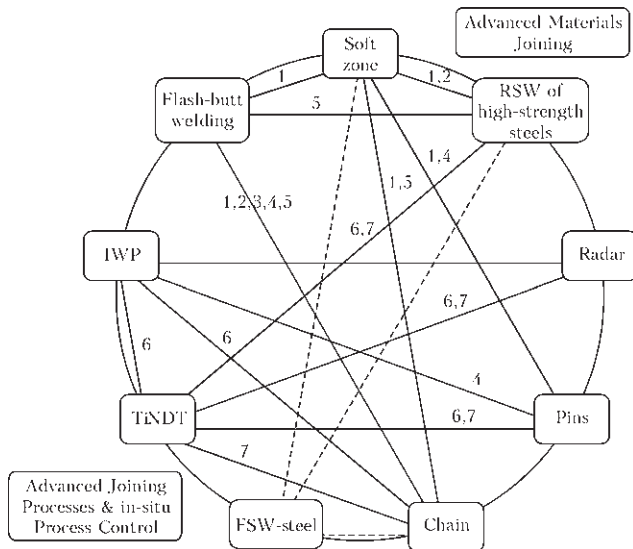 Advanced Materials
Joining
Soft
zone
1
1,2
Flash-butt
welding
5
RSW of
high-strength
steels
1,4
1,5
1,2,3,4,5
6,7
IWP
Radar
6,7
6
6
4
TiNDT
6,7
Pins
7
Advanced Joining
Processes & in-situ
Process Control
FSW-steel
Chain